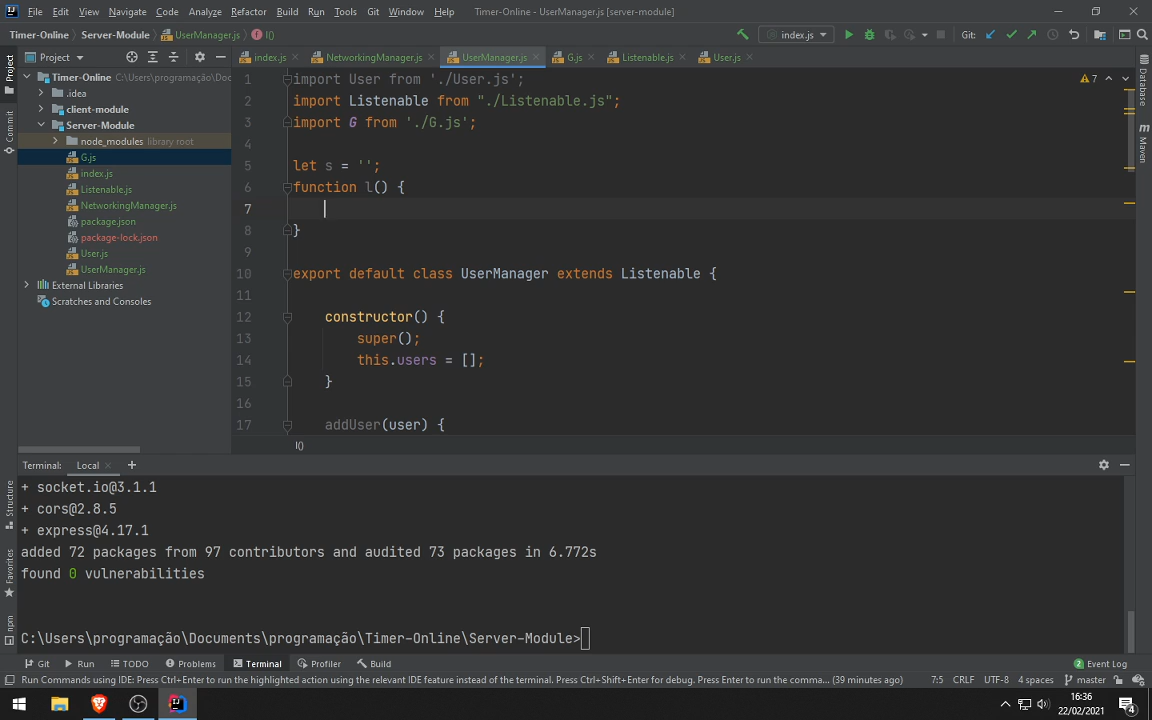 File Edit View Navigate Code Analyze Refactor Build Run Tools Git Window Help Timer-Online - UserManager.js [server-module]
Timer-Online Server-Module UserManager.js l() index.js Git:
Project index.js NetworkingManager.js UserManager.js G.js Listenable.js User.js
Project
Commit
Structure
Favorites
npm
Database
Maven
Timer-Online C:\Users\programação\Doc
.idea
client-module
Server-Module
node_modules library root
G.js
index.js
Listenable.js
NetworkingManager.js
package.json
package-lock.json
User.js
UserManager.js
External Libraries
Scratches and Consoles
7
1 import User from './User.js';
2 import Listenable from "./Listenable.js";
3 import G from './G.js';
4
5 let s = '';
6 function l() {
7
8 }
9
10 export default class UserManager extends Listenable {
11
12 constructor() {
13 super();
14 this.users = [];
15 }
16
17 addUser(user) {
l()
Terminal: Local +
+ socket.io@3.1.1
+ cors@2.8.5
+ express@4.17.1
added 72 packages from 97 contributors and audited 73 packages in 6.772s
found 0 vulnerabilities
C:\Users\programação\Documents\programação\Timer-Online\Server-Module>
Git Run TODO Problems Terminal Profiler Build 2 Event Log
Run Commands using IDE: Press Ctrl+Enter to run the highlighted action using the relevant IDE feature instead of the terminal. Press Ctrl+Shift+Enter for debug. Press Enter to run the comma... (39 minutes ago) 7:5 CRLF UTF-8 4 spaces master
16:36
22/02/2021
4